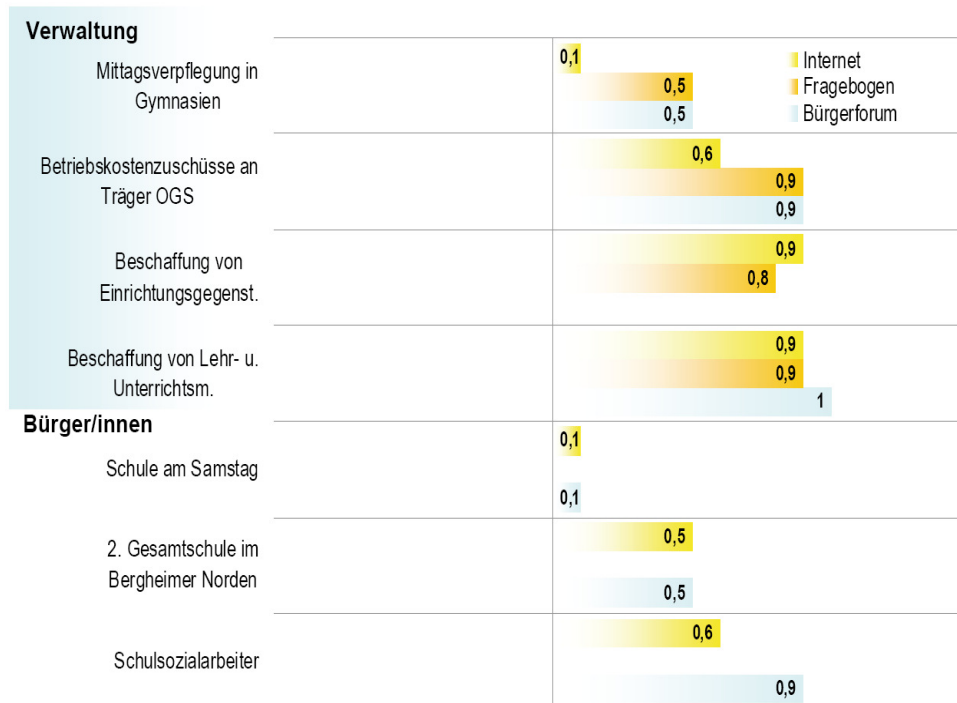 Verwaltung
Mittagsverpflegung in
Gymnasien
0,1
0,5
0,5
Internet
Fragebogen
Bürgerforum
Betriebskostenzuschüsse an
Träger OGS
0,6
0,9
0,9
Beschaffung von
Einrichtungsgegenst.
0,9
0,8
Beschaffung von Lehr- u.
Unterrichtsm.
0,9
0,9
1
Bürger/innen
Schule am Samstag
0,1
0,1
2. Gesamtschule im
Bergheimer Norden
0,5
0,5
Schulsozialarbeiter
0,6
0,9